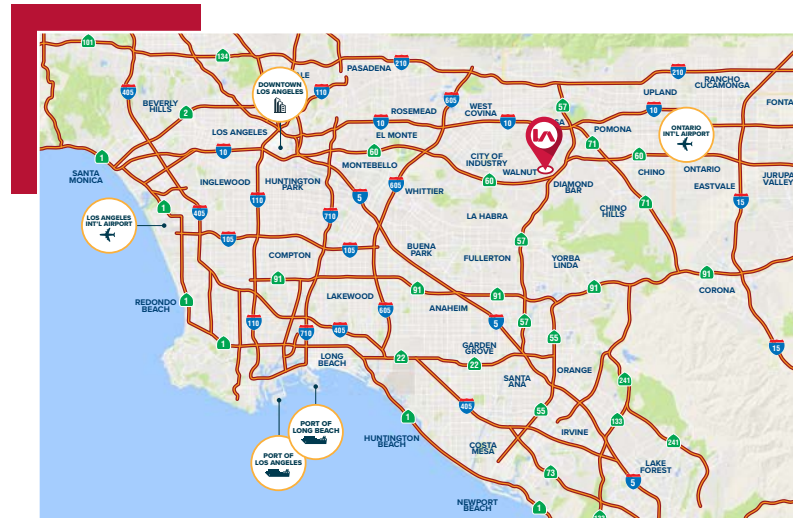 101
134
PASADENA
210
210
RANCHO
CUCAMONGA
405
DOWNTOWN
LOS ANGELES
110
UPLAND
BEVERLY
HILLS
2
ROSEMEAD
605
WEST
COVINA
57
10
ONTARIO
INT'L AIRPORT
LOS ANGELES
10
EL MONTE
10
POMONA
71
1
10
60
MONTEBELLO
CITY OF
INDUSTRY
WALNUT
60
CHINO
ONTARIO
SANTA
MONICA
INGLEWOOD
HUNTINGTON
PARK
605
WHITTIER
60
DIAMOND
BAR
EASTVALE
JURUPA
VALLEY
110
5
71
15
LOS ANGELES
INT'L AIRPORT
1
405
710
LA HABRA
CHINO
HILLS
105
105
BUENA
PARK
57
COMPTON
FULLERTON
YORBA
LINDA
91
91
91
91
91
CORONA
REDONDO
BEACH
1
LAKEWOOD
605
ANAHEIM
110
710
405
5
57
55
15
1
LONG
BEACH
22
GARDEN
GROVE
22
SANTA
ANA
ORANGE
241
PORT OF
LONG BEACH
405
55
133
1
HUNTINGTON
BEACH
IRVINE
241
PORT OF
LOS ANGELES
COSTA
MESA
73
LAKE
FOREST
5
NEWPORT
BEACH
1